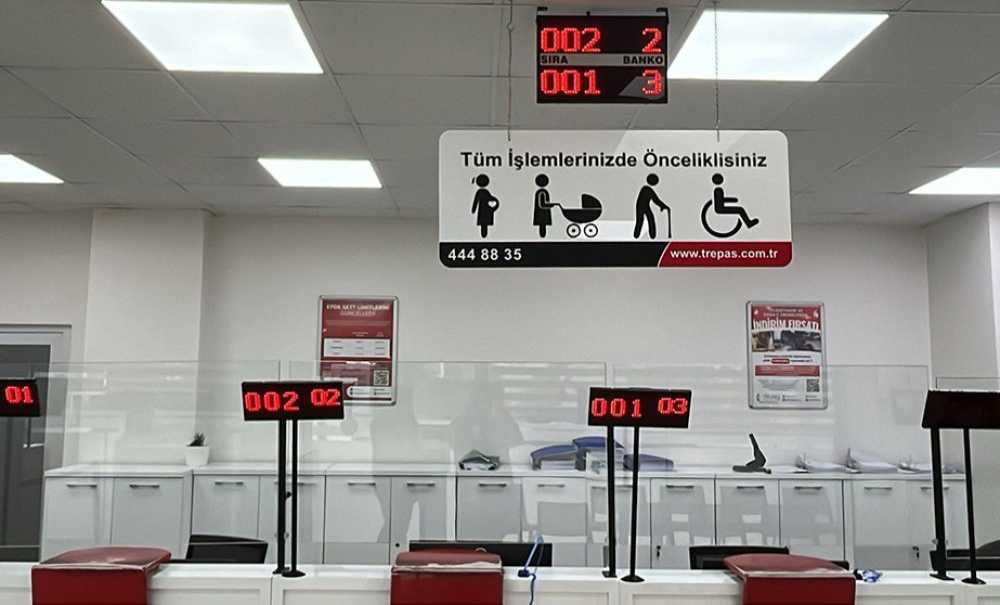 002 2
SIRA BANKO
001 3
Tüm İşlemlerinizde Önceliklisiniz
444 88 35 www.trepas.com.tr
GÜNCELLENDİ
İNDİRİM FIRSATI
01
002 02
001 03